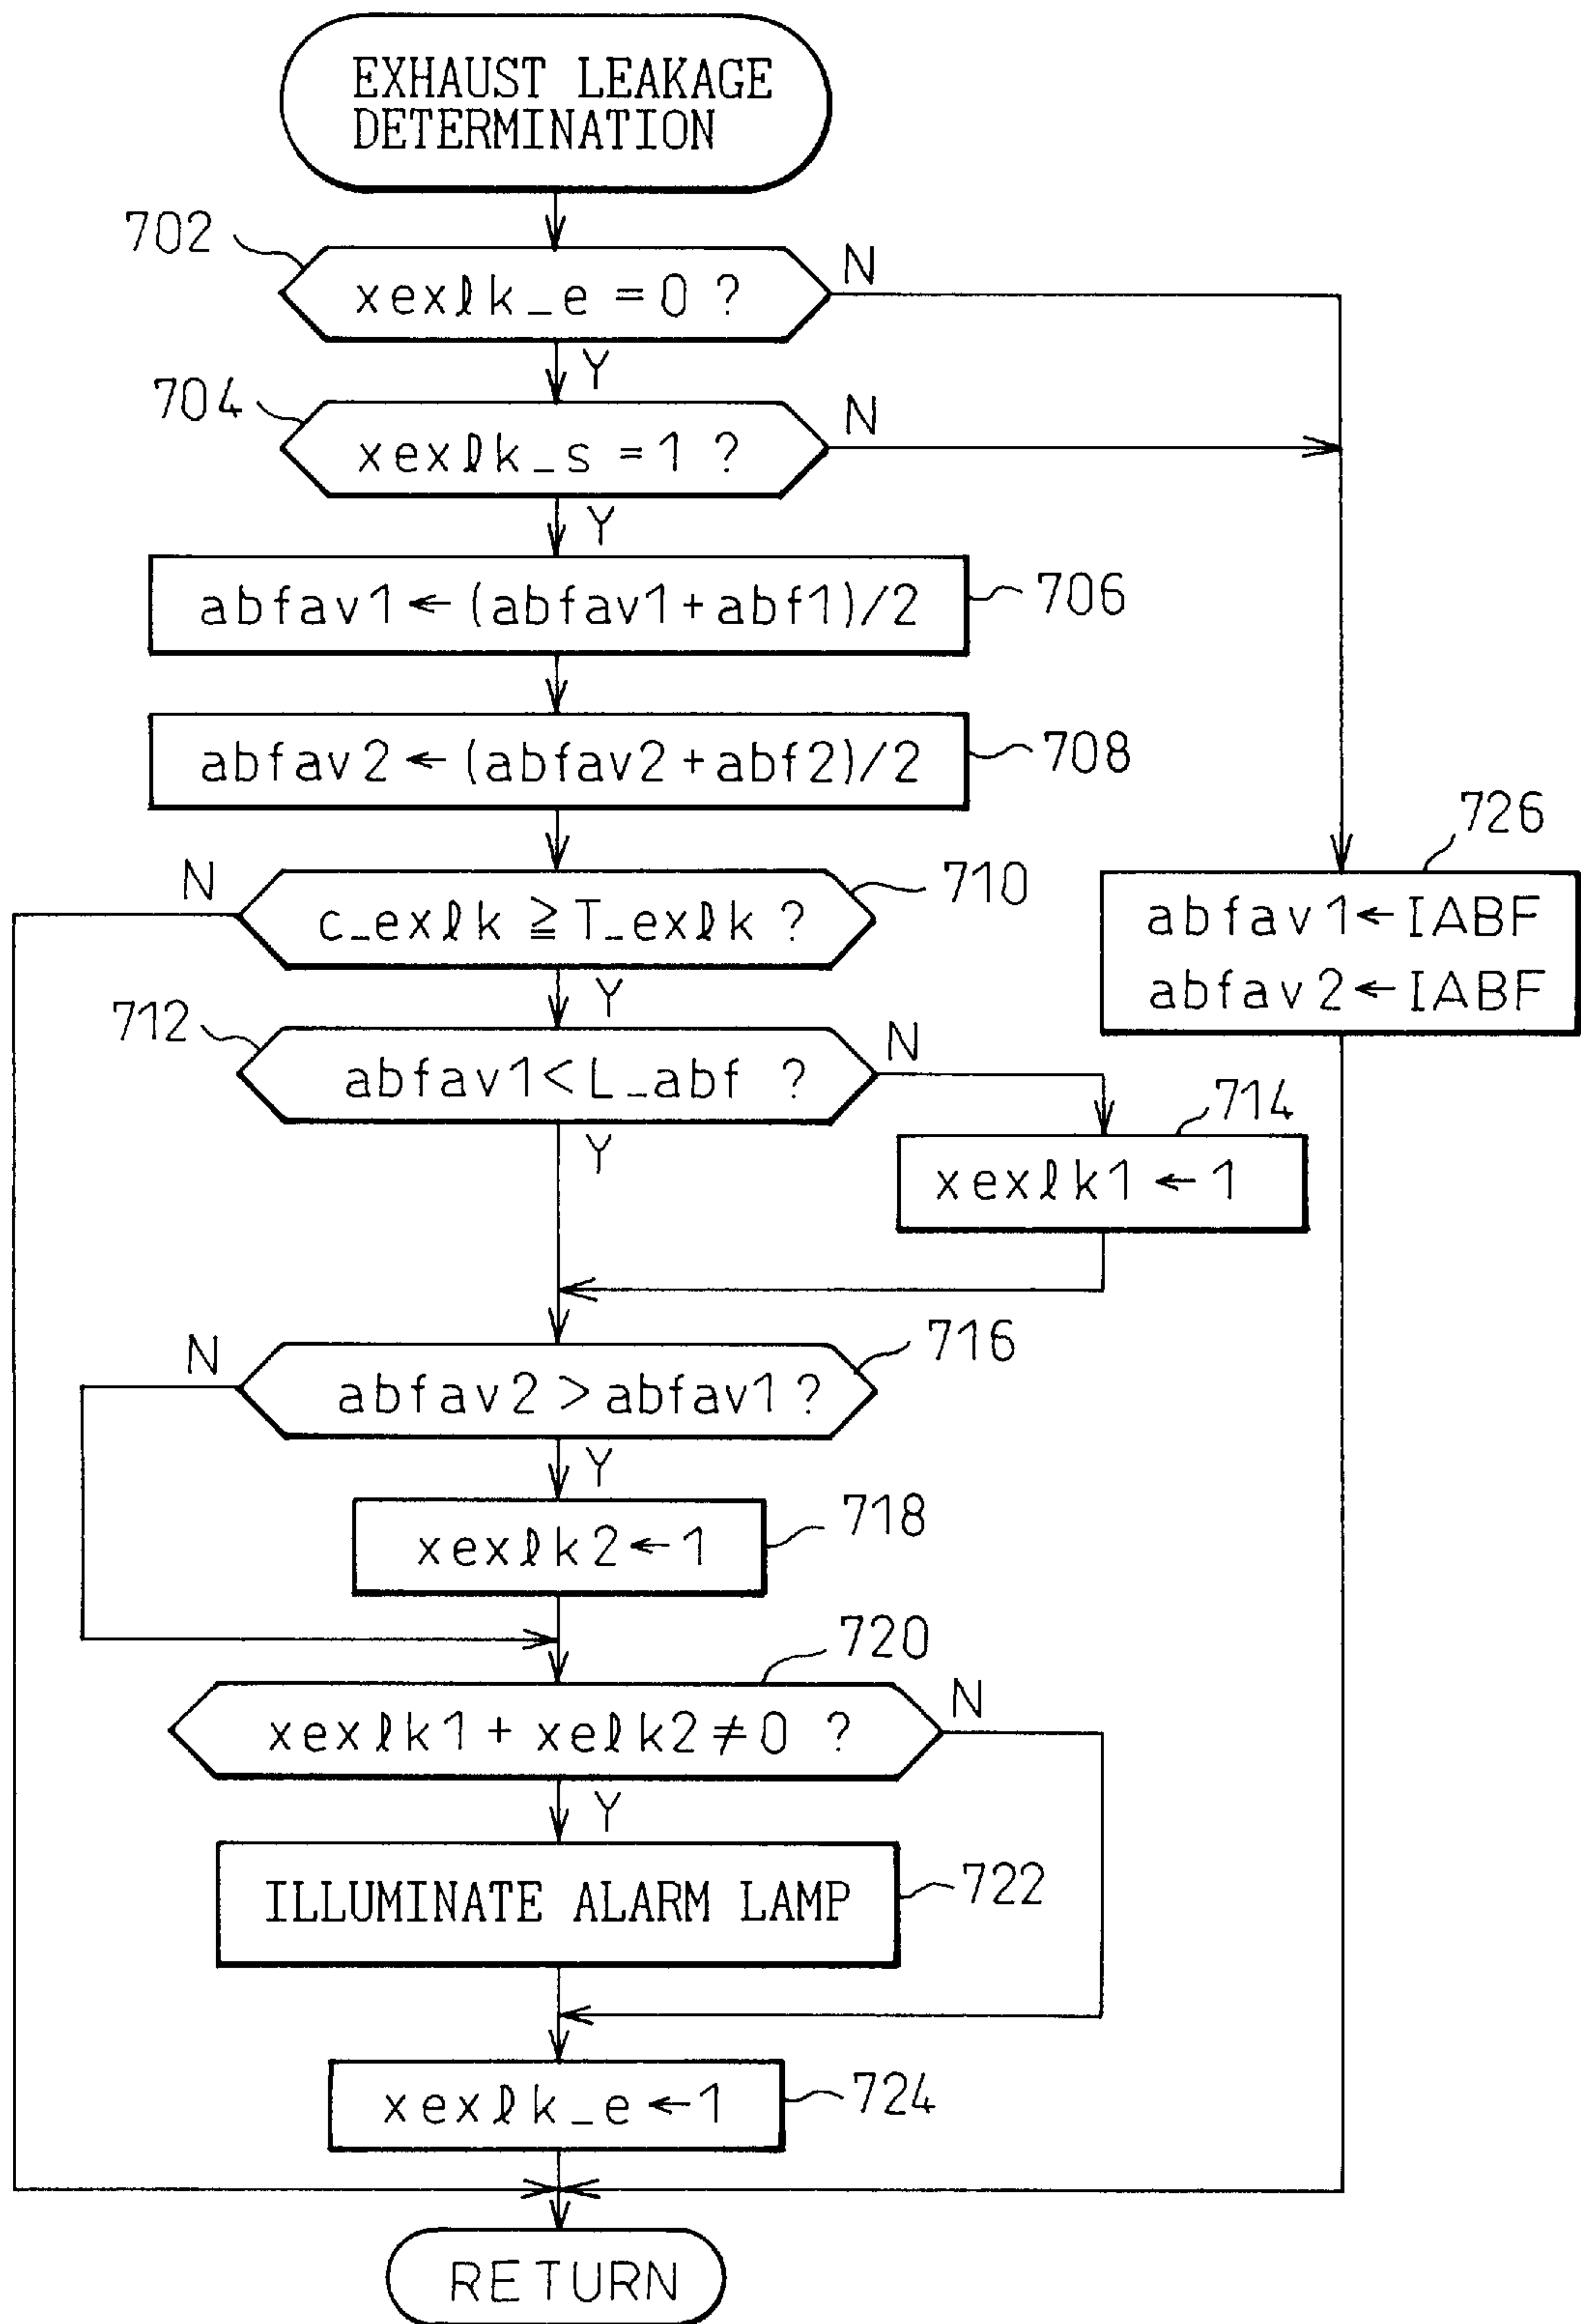 EXHAUST LEAKAGE
DETERMINATION
702
xexlk_e = 0 ?
N
Y
704
xexlk_s = 1 ?
N
Y
abfav1 ← (abfav1 + abf1)/2
706
abfav2 ← (abfav2 + abf2)/2
708
726
abfav1 ← IABF
abfav2 ← IABF
N
c_exlk ≧ T_exlk ?
710
Y
712
abfav1 < L_abf ?
N
Y
714
xexlk1 ← 1
N
abfav2 > abfav1 ?
716
Y
xexlk2 ← 1
718
720
xexlk1 + xelk2 ≠ 0 ?
N
Y
ILLUMINATE ALARM LAMP
722
xexlk_e ← 1
724
RETURN